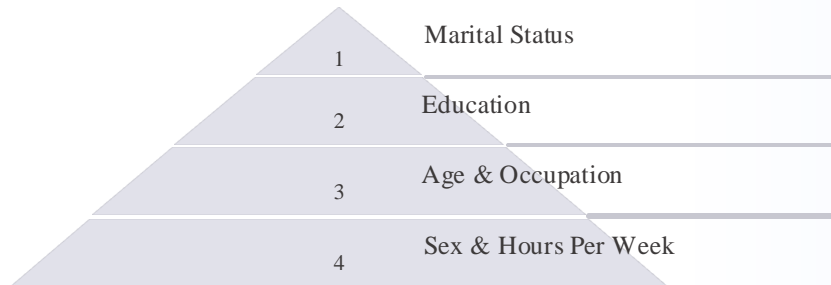 1 Marital Status
2 Education
3 Age & Occupation
4 Sex & Hours Per Week